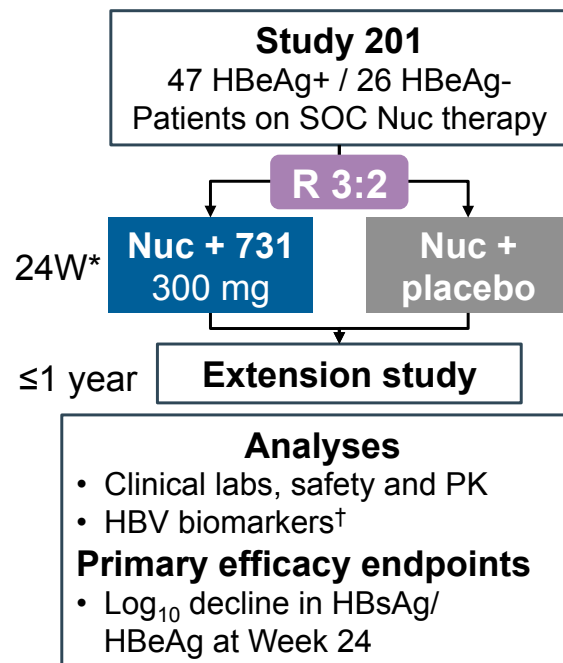 Study 201
47 HBeAg+ / 26 HBeAg-
Patients on SOC Nuc therapy
R 3:2
24W*
Nuc + 731
300 mg
Nuc +
placebo
≤1 year
Extension study
Analyses
• Clinical labs, safety and PK
• HBV biomarkers†
Primary efficacy endpoints
• Log₁₀ decline in HBsAg/
HBeAg at Week 24